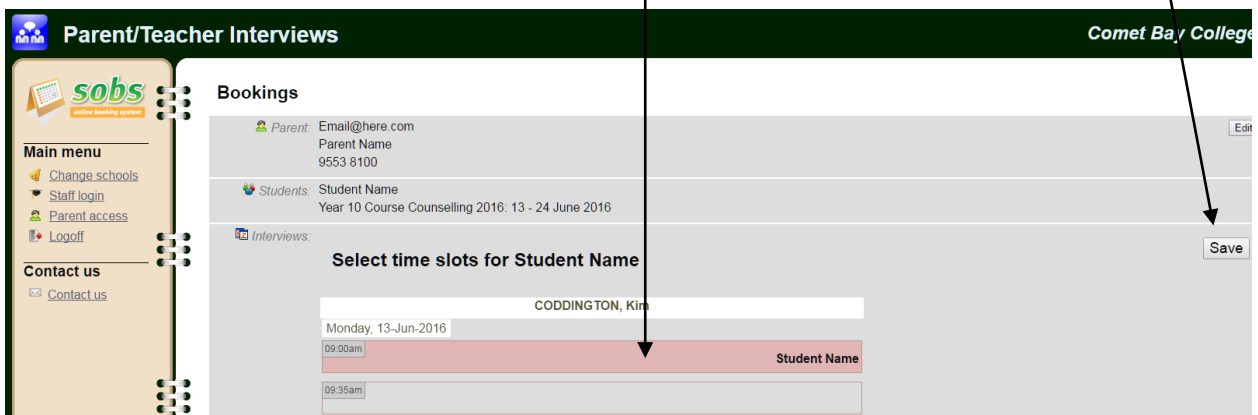 Parent/Teacher Interviews
Comet Bay College
sobs
online booking system
Main menu
Change schools
Staff login
Parent access
Logoff
Contact us
Contact us
Bookings
Parent: Email@here.com
Edit
Parent Name
9553 8100
Students: Student Name
Year 10 Course Counselling 2016: 13 - 24 June 2016
Interviews:
Save
Select time slots for Student Name
CODDINGTON, Kim
Monday, 13-Jun-2016
09:00am
Student Name
09:35am